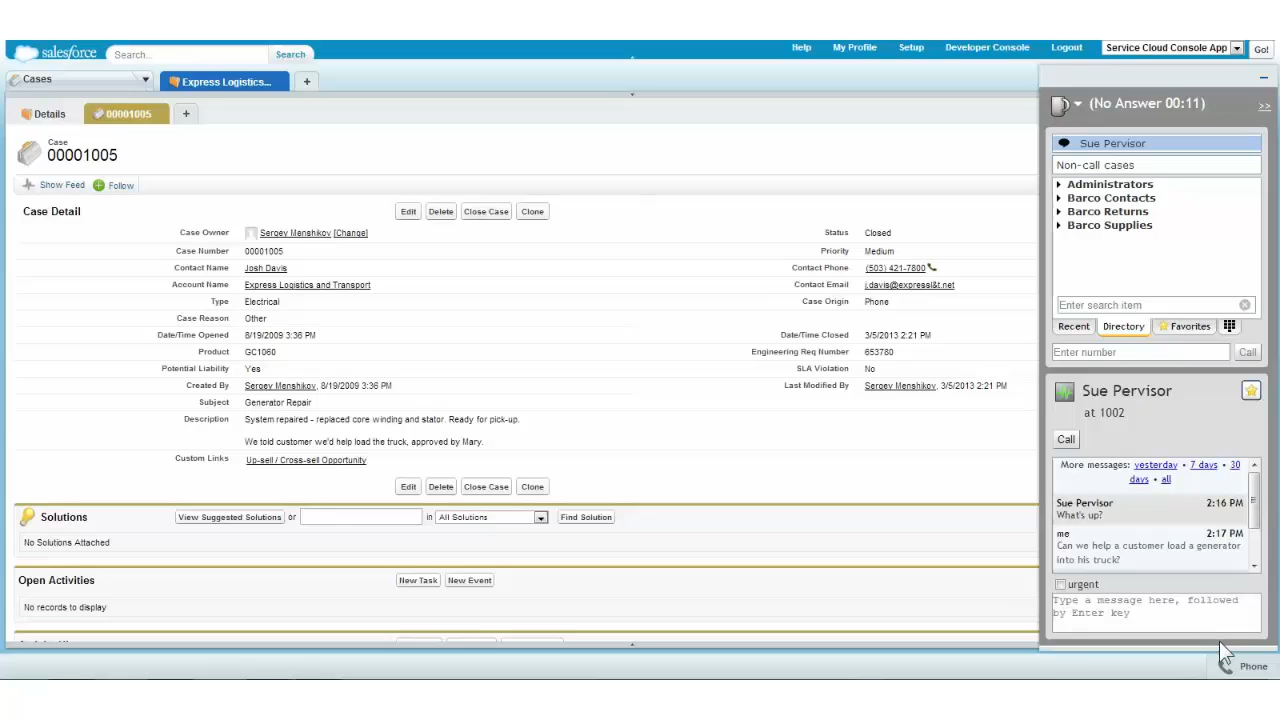 salesforce Search... Search Help My Profile Setup Developer Console Logout Service Cloud Console App Go!
Cases Express Logistics... +
Details 00001005 +
Case
00001005
Show Feed Follow
Case Detail Edit Delete Close Case Clone
Case Owner Sergey Menshikov [Change] Status Closed
Case Number 00001005 Priority Medium
Contact Name Josh Davis Contact Phone (503) 421-7800
Account Name Express Logistics and Transport Contact Email j.davis@expressl&t.net
Type Electrical Case Origin Phone
Case Reason Other
Date/Time Opened 8/19/2009 3:36 PM Date/Time Closed 3/5/2013 2:21 PM
Product GC1060 Engineering Req Number 653780
Potential Liability Yes SLA Violation No
Created By Sergey Menshikov, 8/19/2009 3:36 PM Last Modified By Sergey Menshikov, 3/5/2013 2:21 PM
Subject Generator Repair
Description System repaired - replaced core winding and stator. Ready for pick-up.
We told customer we'd help load the truck, approved by Mary.
Custom Links Up-sell / Cross-sell Opportunity
Edit Delete Close Case Clone
Solutions View Suggested Solutions or in All Solutions Find Solution
No Solutions Attached
Open Activities New Task New Event
No records to display
(No Answer 00:11) >>
Sue Pervisor
Non-call cases
Administrators
Barco Contacts
Barco Returns
Barco Supplies
Enter search item
Recent Directory Favorites
Enter number Call
Sue Pervisor
at 1002
Call
More messages: yesterday • 7 days • 30
days • all
Sue Pervisor 2:16 PM
What's up?
me 2:17 PM
Can we help a customer load a generator
into his truck?
urgent
Type a message here, followed
by Enter key
Phone